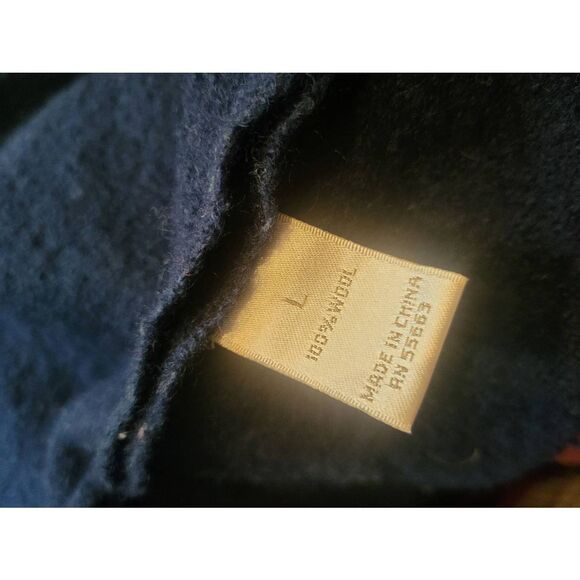 L
100% WOOL
MADE IN CHINA
RN 55663